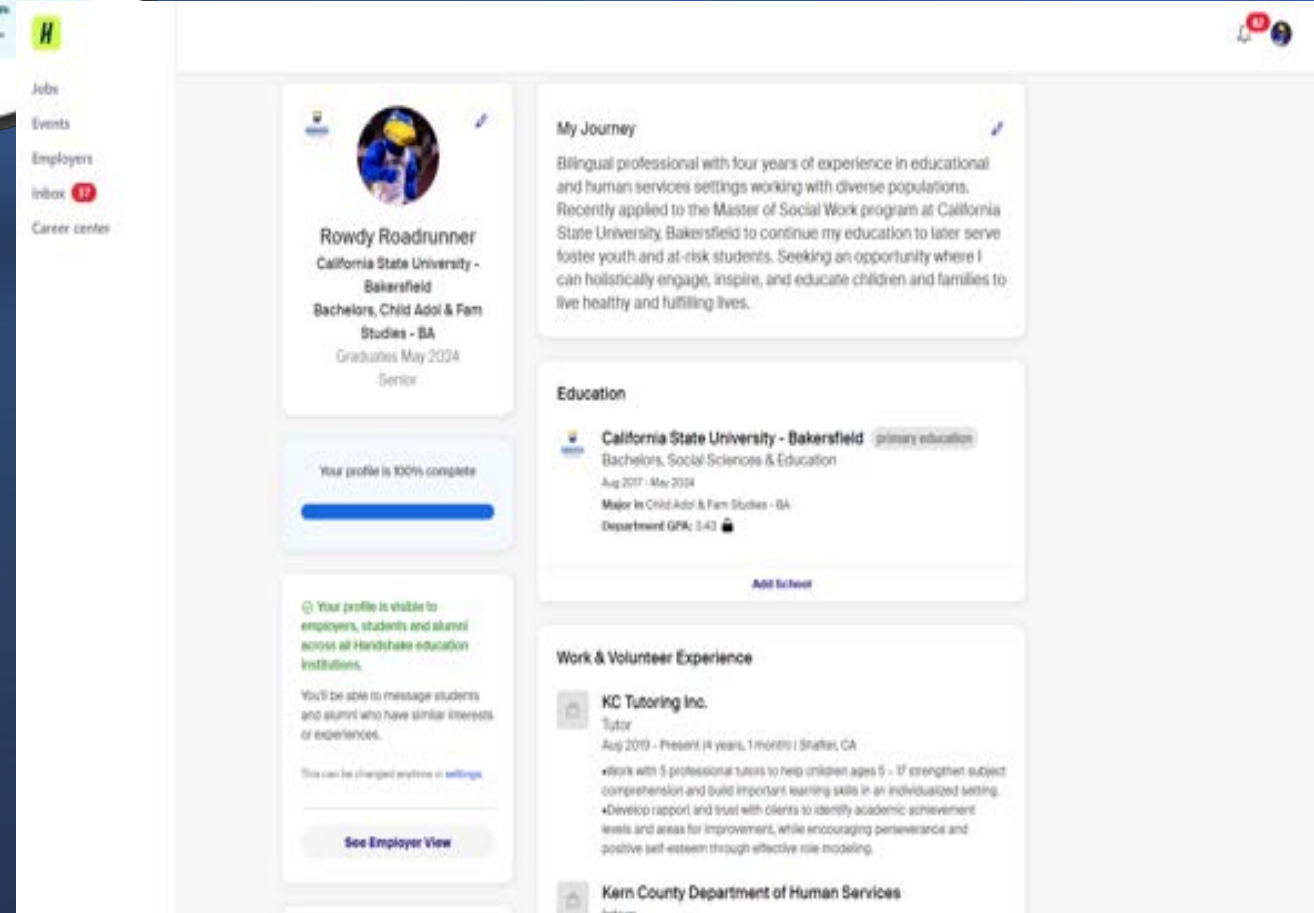 H
Jobs
Events
Employers
Inbox
Career center
Rowdy Roadrunner
California State University -
Bakersfield
Bachelors, Child Adol & Fam
Studies - BA
Graduates May 2024
Senior
Your profile is 100% complete
Your profile is visible to
employers, students and alumni
across all Handshake education
institutions.
You'll be able to message students
and alumni who have similar interests
or experiences.
This can be changed anytime in settings.
See Employer View
My Journey
Bilingual professional with four years of experience in educational
and human services settings working with diverse populations.
Recently applied to the Master of Social Work program at California
State University, Bakersfield to continue my education to later serve
foster youth and at-risk students. Seeking an opportunity where I
can holistically engage, inspire, and educate children and families to
live healthy and fulfilling lives.
Education
California State University - Bakersfield primary education
Bachelors, Social Sciences & Education
Aug 2017 - May 2024
Major in Child Adol & Fam Studies - BA
Department GPA: 3.43
Add School
Work & Volunteer Experience
KC Tutoring Inc.
Tutor
Aug 2019 - Present (4 years, 1 month) | Shafter, CA
•Work with 5 professional tutors to help children ages 5 - 17 strengthen subject
comprehension and build important learning skills in an individualized setting.
•Develop rapport and trust with clients to identify academic achievement
levels and areas for improvement, while encouraging perseverance and
positive self-esteem through effective role modeling.
Kern County Department of Human Services